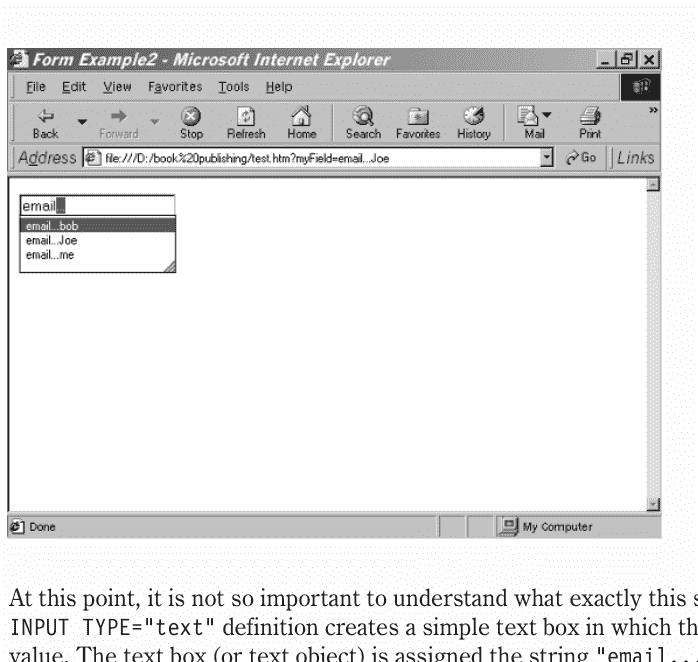 Form Example2 - Microsoft Internet Explorer
File Edit View Favorites Tools Help
Back Forward Stop Refresh Home Search Favorites History Mail Print »
Address file:///D:/book%20publishing/test.htm?myField=email...Joe Go Links
email...
email...bob
email...Joe
email...me
Done My Computer
At this point, it is not so important to understand what exactly this s
INPUT TYPE="text" definition creates a simple text box in which th
value. The text box (or text object) is assigned the string "email...